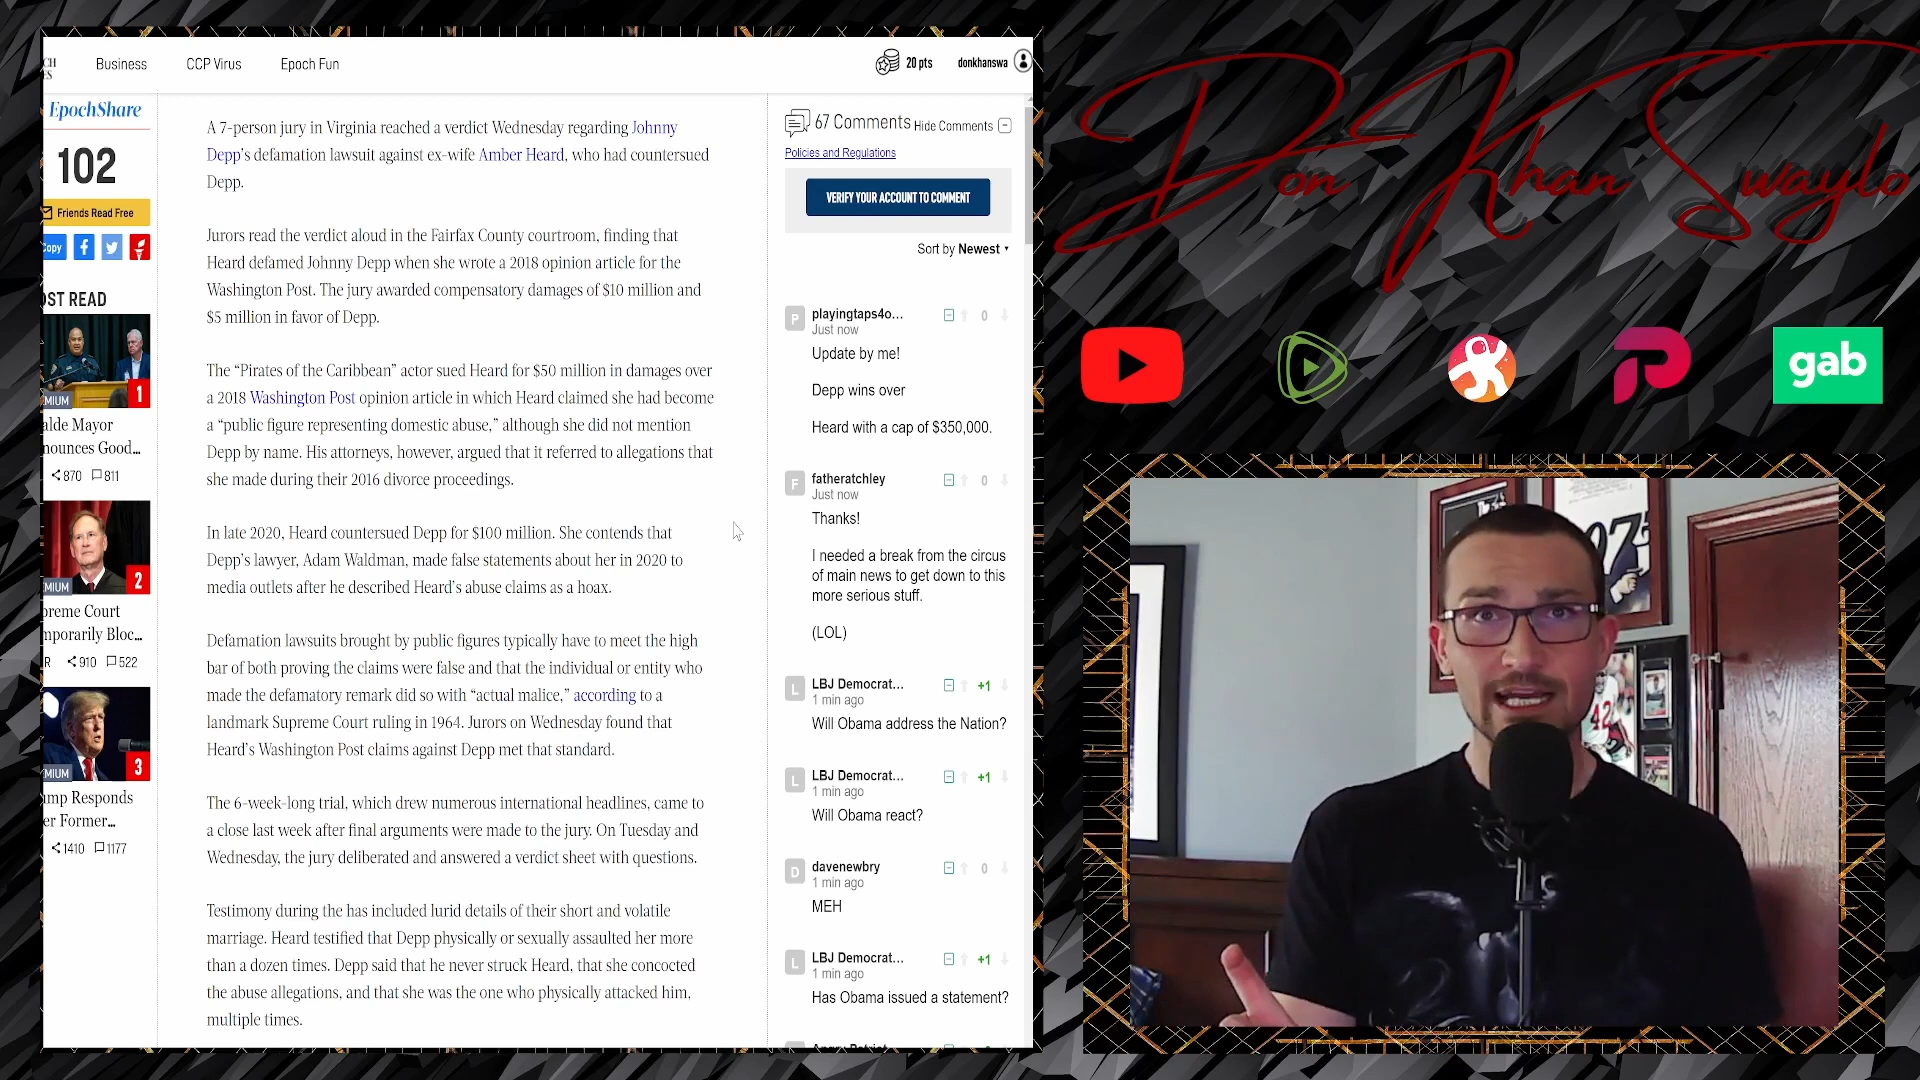 CH
ES
Business
CCP Virus
Epoch Fun
20 pts
donkhanswa
EpochShare
102
Friends Read Free
Copy
OST READ
MIUM
1
alde Mayor
nounces Good...
870
811
MIUM
2
preme Court
mporarily Bloc...
R
910
522
MIUM
3
ump Responds
er Former...
1410
1177
A 7-person jury in Virginia reached a verdict Wednesday regarding Johnny
Depp's defamation lawsuit against ex-wife Amber Heard, who had countersued
Depp.
Jurors read the verdict aloud in the Fairfax County courtroom, finding that
Heard defamed Johnny Depp when she wrote a 2018 opinion article for the
Washington Post. The jury awarded compensatory damages of $10 million and
$5 million in favor of Depp.
The “Pirates of the Caribbean” actor sued Heard for $50 million in damages over
a 2018 Washington Post opinion article in which Heard claimed she had become
a “public figure representing domestic abuse,” although she did not mention
Depp by name. His attorneys, however, argued that it referred to allegations that
she made during their 2016 divorce proceedings.
In late 2020, Heard countersued Depp for $100 million. She contends that
Depp's lawyer, Adam Waldman, made false statements about her in 2020 to
media outlets after he described Heard's abuse claims as a hoax.
Defamation lawsuits brought by public figures typically have to meet the high
bar of both proving the claims were false and that the individual or entity who
made the defamatory remark did so with “actual malice,” according to a
landmark Supreme Court ruling in 1964. Jurors on Wednesday found that
Heard's Washington Post claims against Depp met that standard.
The 6-week-long trial, which drew numerous international headlines, came to
a close last week after final arguments were made to the jury. On Tuesday and
Wednesday, the jury deliberated and answered a verdict sheet with questions.
Testimony during the has included lurid details of their short and volatile
marriage. Heard testified that Depp physically or sexually assaulted her more
than a dozen times. Depp said that he never struck Heard, that she concocted
the abuse allegations, and that she was the one who physically attacked him,
multiple times.
67 Comments
Hide Comments
Policies and Regulations
VERIFY YOUR ACCOUNT TO COMMENT
Sort by Newest
P
playingtaps4o...
0
Just now
Update by me!
Depp wins over
Heard with a cap of $350,000.
F
fatheratchley
0
Just now
Thanks!
I needed a break from the circus
of main news to get down to this
more serious stuff.
(LOL)
L
LBJ Democrat...
+1
1 min ago
Will Obama address the Nation?
L
LBJ Democrat...
+1
1 min ago
Will Obama react?
D
davenewbry
0
1 min ago
MEH
L
LBJ Democrat...
+1
1 min ago
Has Obama issued a statement?
Angry Patriot
Don Khan Swaylo
gab
97
42